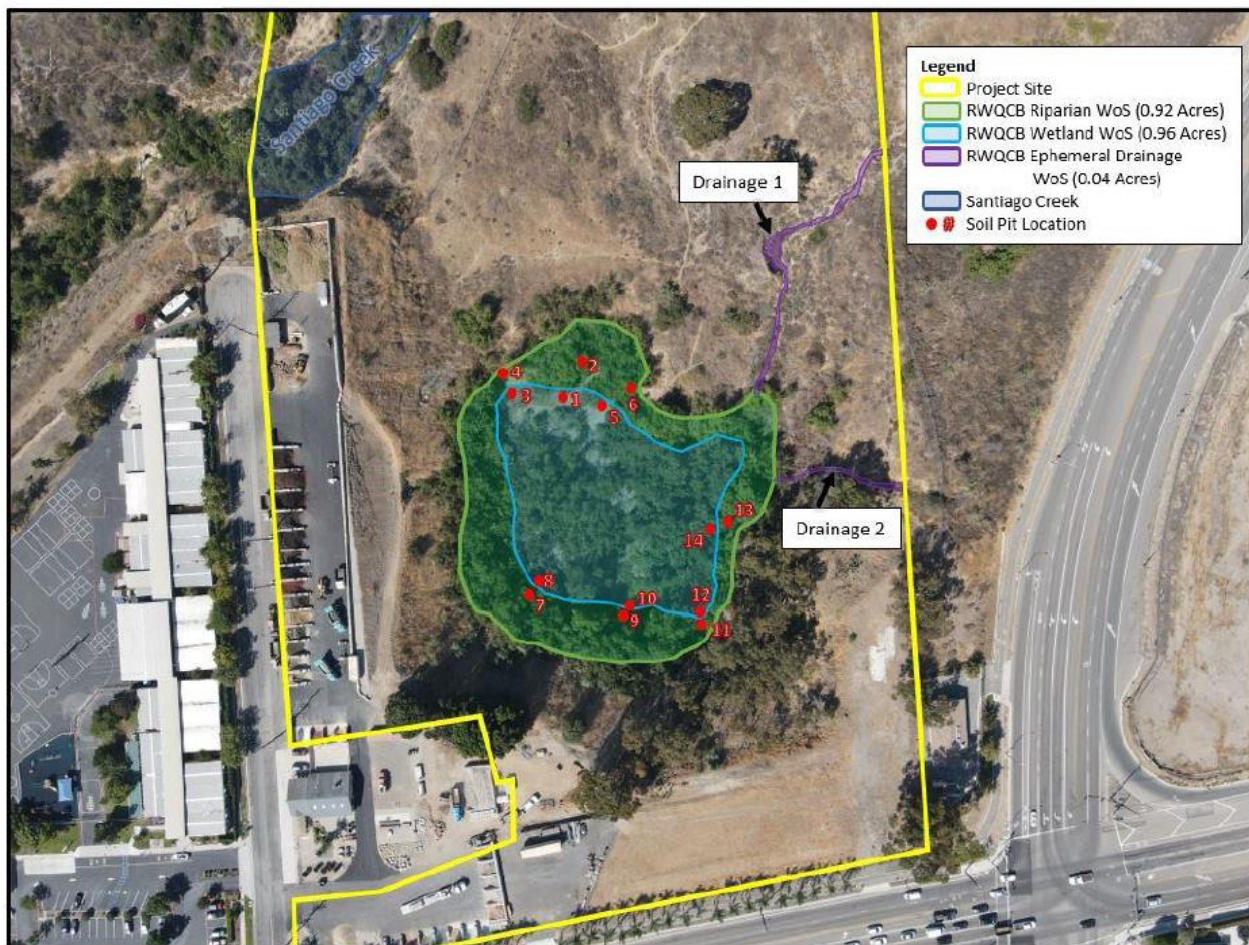 Santiago Creek
Legend
Project Site
RWQCB Riparian WoS (0.92 Acres)
RWQCB Wetland WoS (0.96 Acres)
RWQCB Ephemeral Drainage
WoS (0.04 Acres)
Santiago Creek
# Soil Pit Location
Drainage 1
2
4
6
3
1
5
13
14
Drainage 2
8
7
10
12
9
11